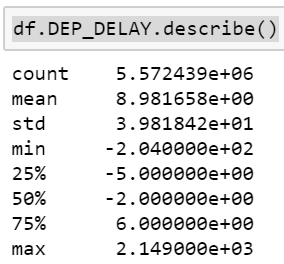 df.DEP_DELAY.describe()
count 5.572439e+06
mean 8.981658e+00
std 3.981842e+01
min -2.040000e+02
25% -5.000000e+00
50% -2.000000e+00
75% 6.000000e+00
max 2.149000e+03